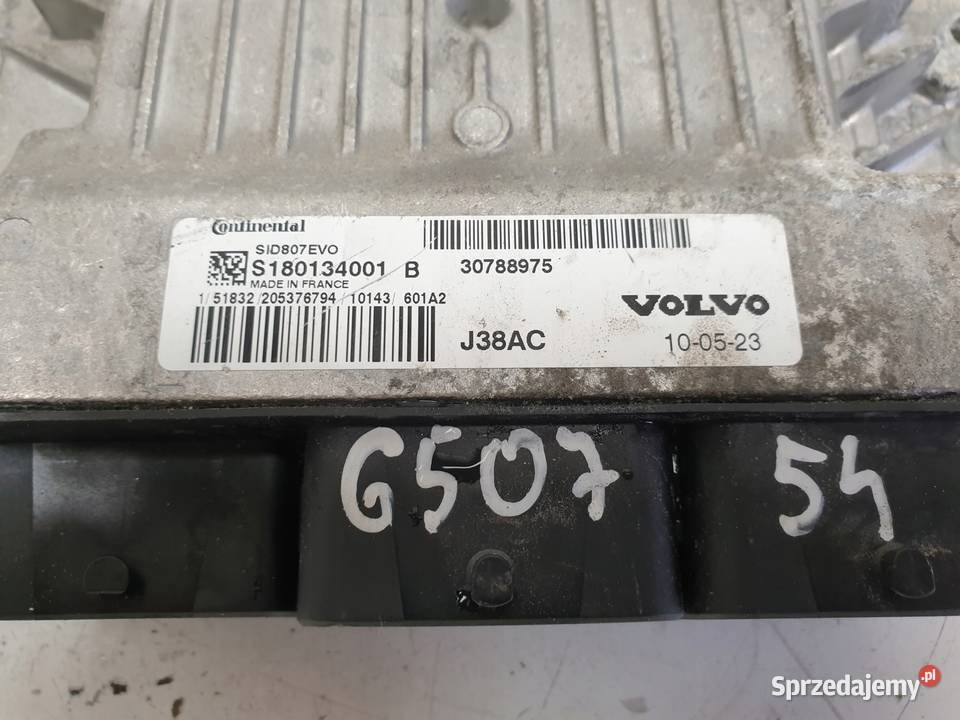 Continental
SID807EVO
S180134001 B 30788975
MADE IN FRANCE
1/ 51832 / 205376794 / 10143/ 601A2
VOLVO
J38AC 10-05-23
G507 54
Sprzedajemy.pl